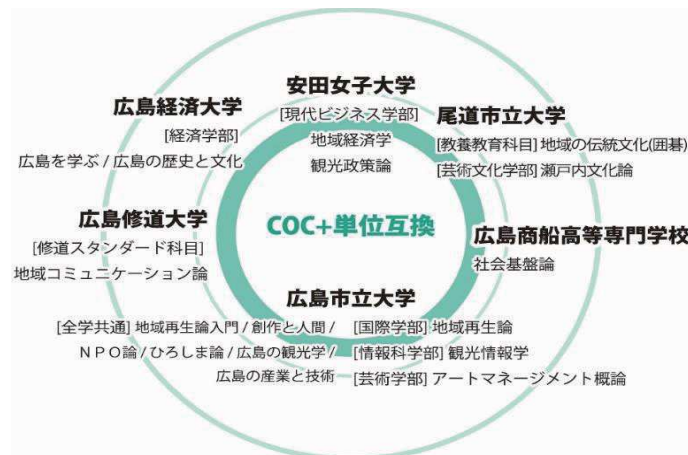 安田女子大学
[現代ビジネス学部]
地域経済学
観光政策論
広島経済大学
[経済学部]
広島を学ぶ / 広島の歴史と文化
尾道市立大学
[教養教育科目] 地域の伝統文化(囲碁)
[芸術文化学部] 瀬戸内文化論
広島修道大学
[修道スタンダード科目]
地域コミュニケーション論
COC+単位互換
広島商船高等専門学校
社会基盤論
広島市立大学
[全学共通] 地域再生論入門 / 創作と人間 /
NPO論 / ひろしま論 / 広島の観光学 /
広島の産業と技術
[国際学部] 地域再生論
[情報科学部] 観光情報学
[芸術学部] アートマネージメント概論